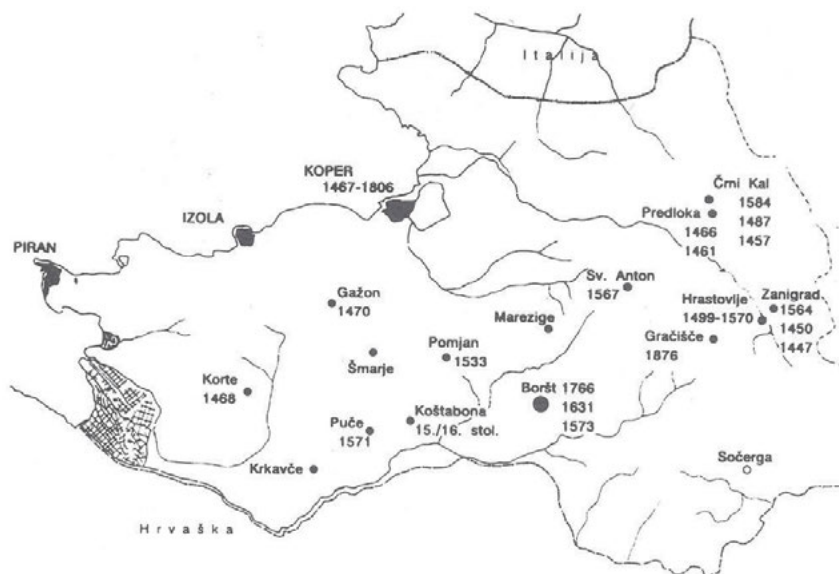 Italija
KOPER
1467-1806
IZOLA
PIRAN
Črni Kal
1584
1487
1457
Predloka
1466
1461
Sv. Anton
1567
Gažon
1470
Marezige
Hrastovlje
1499-1570
Zanigrad
1564
1450
1447
Gračišče
1876
Pomjan
1533
Šmarje
Korte
1468
Boršt 1766
1631
1573
Puče
1571
Koštabona
15./16. stol.
Krkavče
Sočerga
Hrvaška